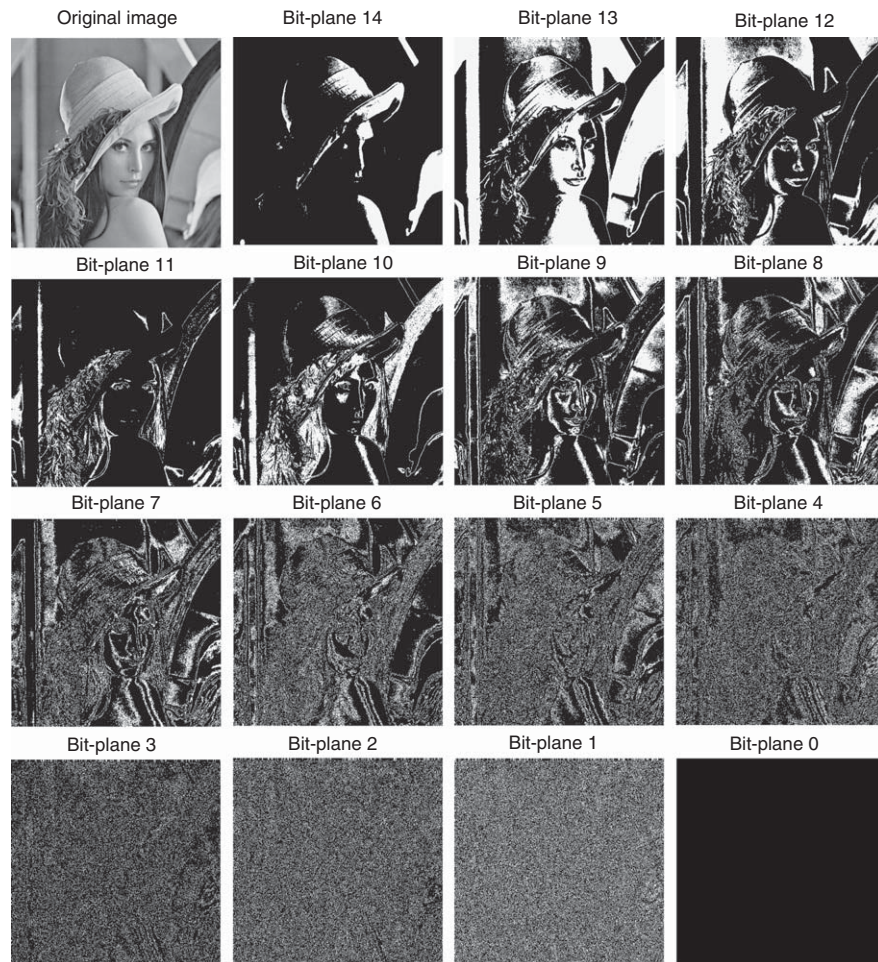 Original image
Bit-plane 14
Bit-plane 13
Bit-plane 12
Bit-plane 11
Bit-plane 10
Bit-plane 9
Bit-plane 8
Bit-plane 7
Bit-plane 6
Bit-plane 5
Bit-plane 4
Bit-plane 3
Bit-plane 2
Bit-plane 1
Bit-plane 0